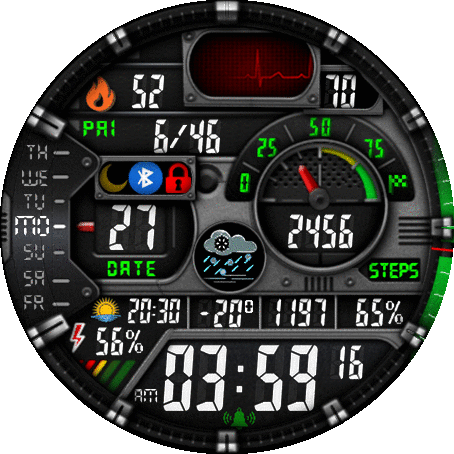 52 70
PAI 6/46
0 25 50 75
TH
WE
TU
MO
SU
SA
FR
27
DATE
2456
STEPS
20:30 -20° 1197 65%
56%
AM 03:59 16